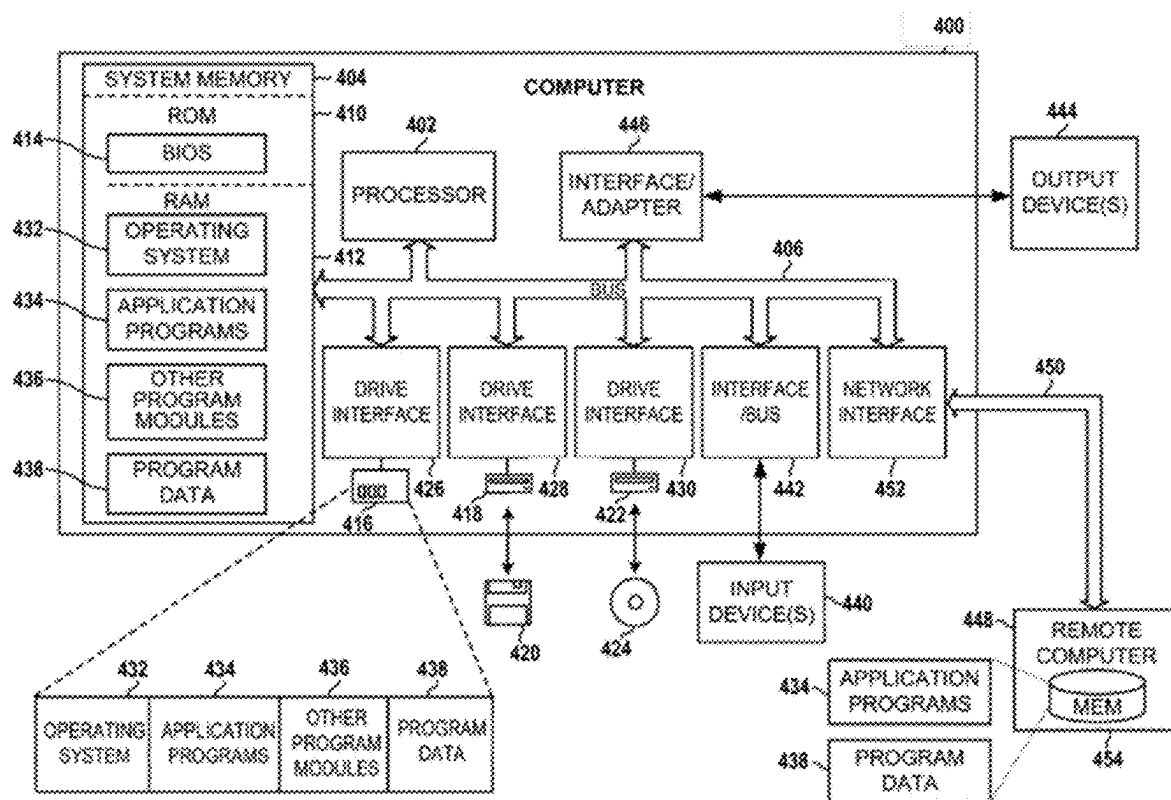 400
SYSTEM MEMORY
404
COMPUTER
410
ROM
414
BIOS
402
446
444
PROCESSOR
INTERFACE/
ADAPTER
OUTPUT
DEVICE(S)
RAM
432
OPERATING
SYSTEM
412
406
BUS
434
APPLICATION
PROGRAMS
436
OTHER
PROGRAM
MODULES
DRIVE
INTERFACE
DRIVE
INTERFACE
DRIVE
INTERFACE
INTERFACE
/BUS
NETWORK
INTERFACE
450
438
PROGRAM
DATA
426
428
430
442
452
416
418
422
420
424
INPUT
DEVICE(S)
440
448
REMOTE
COMPUTER
MEM
454
432
434
436
438
OPERATING
SYSTEM
APPLICATION
PROGRAMS
OTHER
PROGRAM
MODULES
PROGRAM
DATA
434
APPLICATION
PROGRAMS
438
PROGRAM
DATA